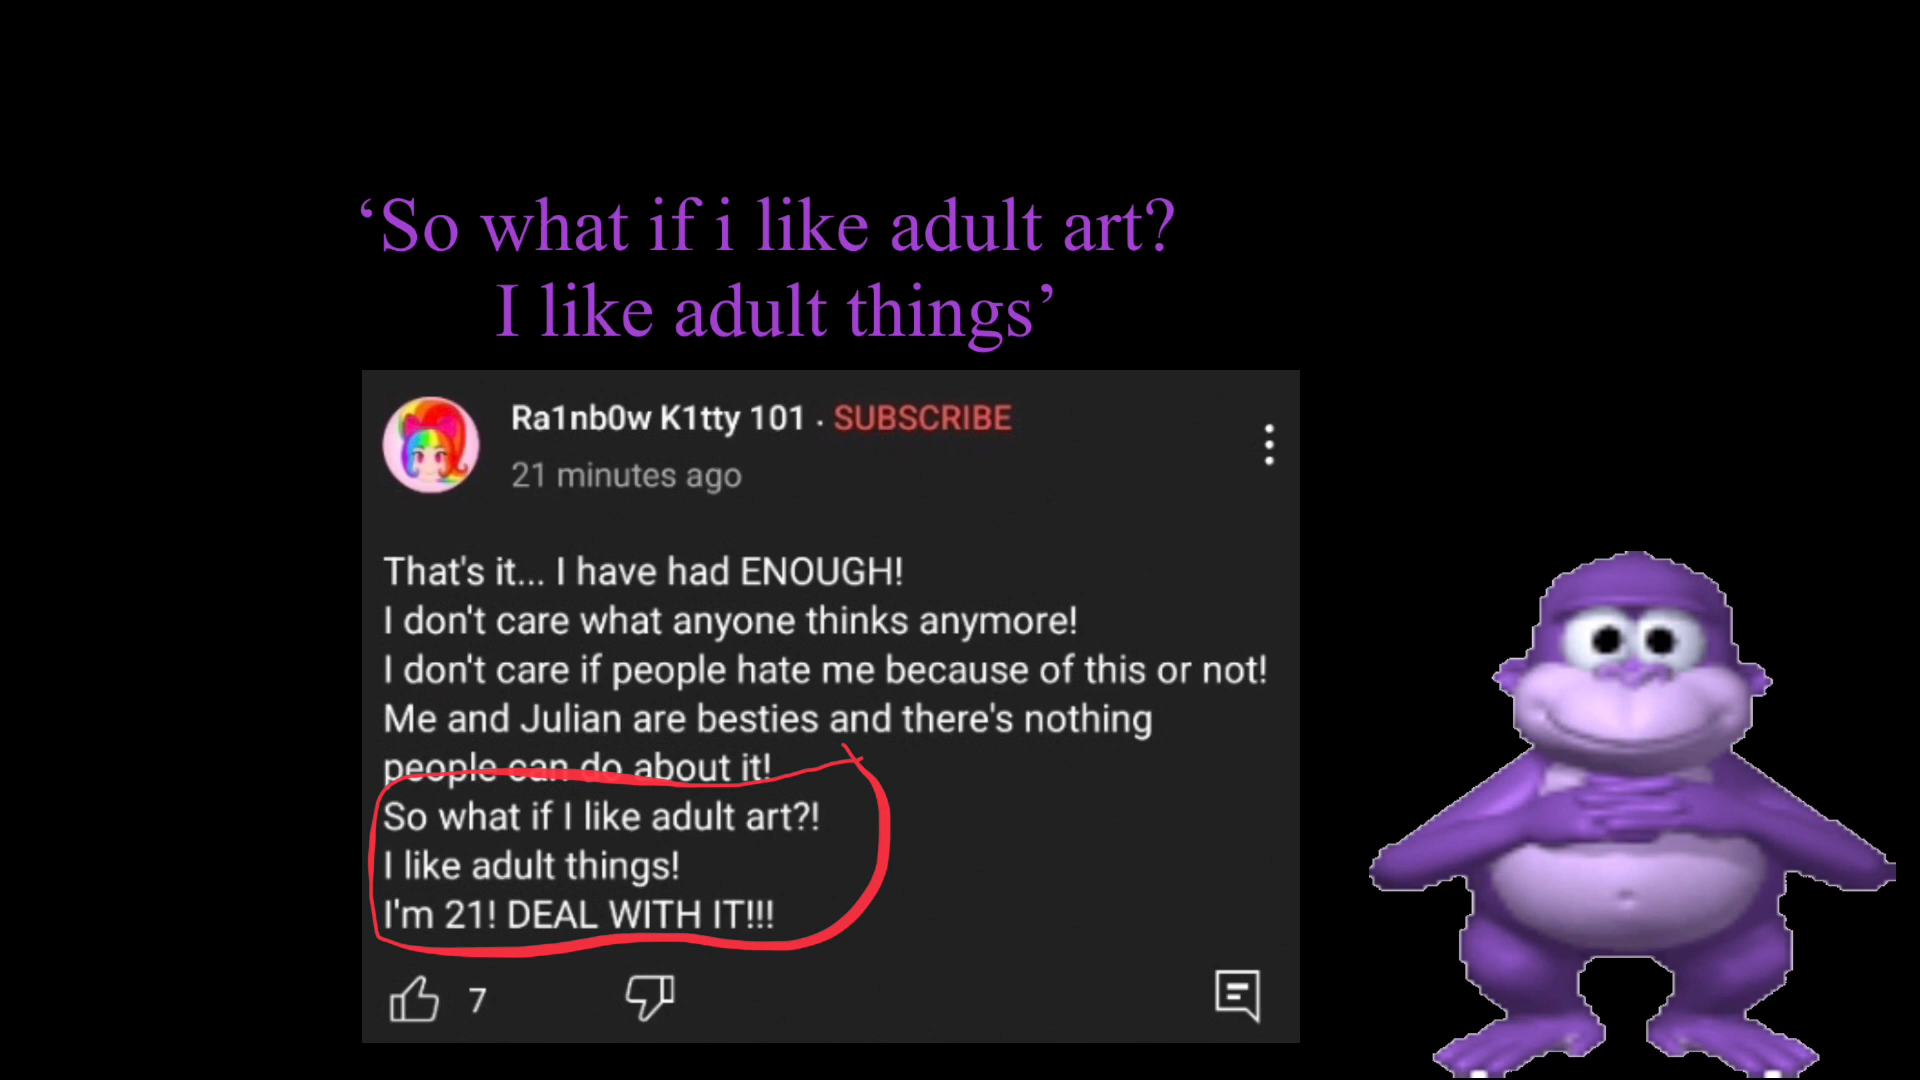 ‘So what if i like adult art?
I like adult things’
Ra1nb0w K1tty 101 · SUBSCRIBE
21 minutes ago
That's it... I have had ENOUGH!
I don't care what anyone thinks anymore!
I don't care if people hate me because of this or not!
Me and Julian are besties and there's nothing
people can do about it!
So what if I like adult art?!
I like adult things!
I'm 21! DEAL WITH IT!!!
7